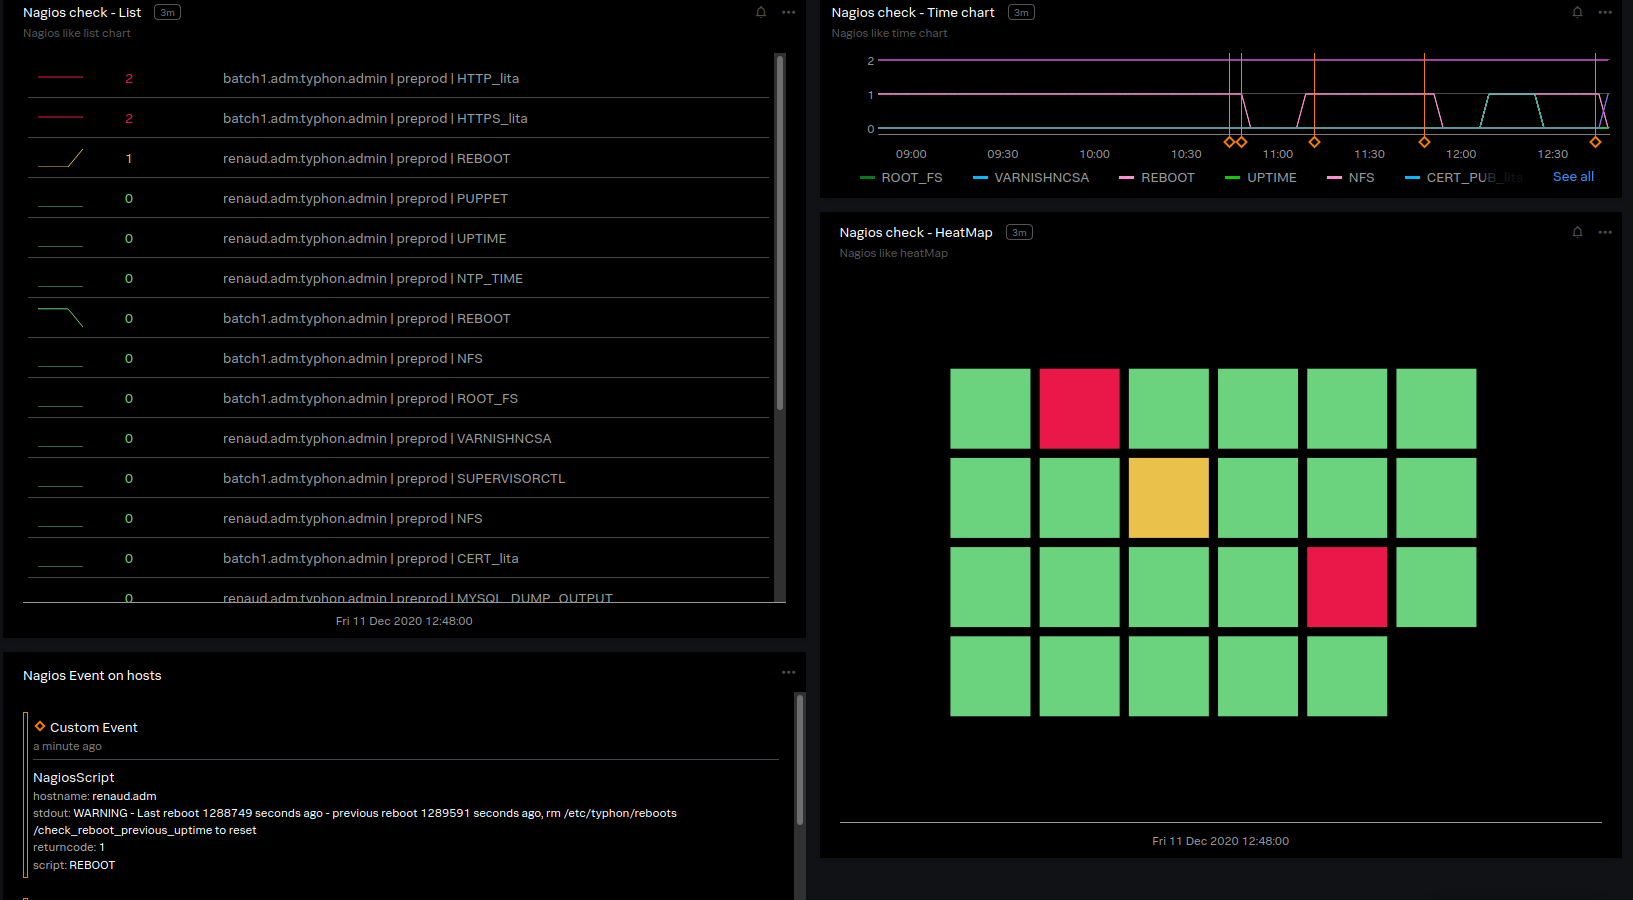 Nagios check - List 3m
Nagios like list chart
2 batch1.adm.typhon.admin | preprod | HTTP_lita
2 batch1.adm.typhon.admin | preprod | HTTPS_lita
1 renaud.adm.typhon.admin | preprod | REBOOT
0 renaud.adm.typhon.admin | preprod | PUPPET
0 renaud.adm.typhon.admin | preprod | UPTIME
0 renaud.adm.typhon.admin | preprod | NTP_TIME
0 batch1.adm.typhon.admin | preprod | REBOOT
0 batch1.adm.typhon.admin | preprod | NFS
0 batch1.adm.typhon.admin | preprod | ROOT_FS
0 renaud.adm.typhon.admin | preprod | VARNISHNCSA
0 batch1.adm.typhon.admin | preprod | SUPERVISORCTL
0 renaud.adm.typhon.admin | preprod | NFS
0 batch1.adm.typhon.admin | preprod | CERT_lita
0 renaud.adm.typhon.admin | preprod | MYSQL_DUMP_OUTPUT
Fri 11 Dec 2020 12:48:00
Nagios Event on hosts
Custom Event
a minute ago
NagiosScript
hostname: renaud.adm
stdout: WARNING - Last reboot 1288749 seconds ago - previous reboot 1289591 seconds ago, rm /etc/typhon/reboots
/check_reboot_previous_uptime to reset
returncode: 1
script: REBOOT
Nagios check - Time chart 3m
Nagios like time chart
2
1
0
09:00 09:30 10:00 10:30 11:00 11:30 12:00 12:30
ROOT_FS VARNISHNCSA REBOOT UPTIME NFS CERT_PUB_lita See all
Nagios check - HeatMap 3m
Nagios like heatMap
Fri 11 Dec 2020 12:48:00